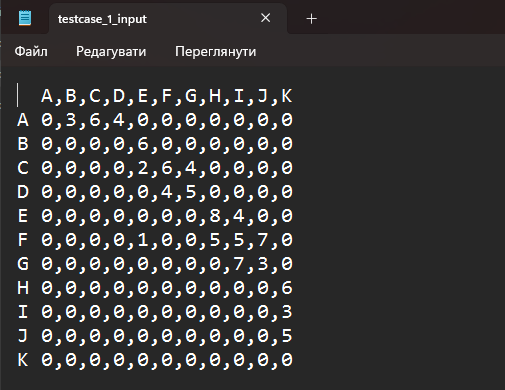 testcase_1_input
Файл Редагувати Переглянути
A,B,C,D,E,F,G,H,I,J,K
A 0,3,6,4,0,0,0,0,0,0,0
B 0,0,0,0,6,0,0,0,0,0,0
C 0,0,0,0,2,6,4,0,0,0,0
D 0,0,0,0,0,4,5,0,0,0,0
E 0,0,0,0,0,0,0,8,4,0,0
F 0,0,0,0,1,0,0,5,5,7,0
G 0,0,0,0,0,0,0,0,7,3,0
H 0,0,0,0,0,0,0,0,0,0,6
I 0,0,0,0,0,0,0,0,0,0,3
J 0,0,0,0,0,0,0,0,0,0,5
K 0,0,0,0,0,0,0,0,0,0,0